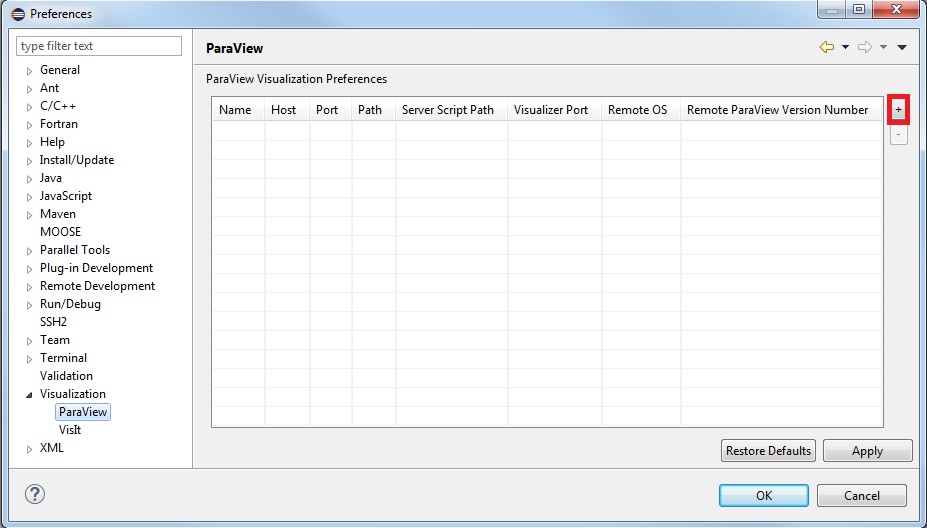 Preferences
type filter text
General
Ant
C/C++
Fortran
Help
Install/Update
Java
JavaScript
Maven
MOOSE
Parallel Tools
Plug-in Development
Remote Development
Run/Debug
SSH2
Team
Terminal
Validation
Visualization
ParaView
VisIt
XML
ParaView
ParaView Visualization Preferences
Name Host Port Path Server Script Path Visualizer Port Remote OS Remote ParaView Version Number
+
-
Restore Defaults Apply
? OK Cancel